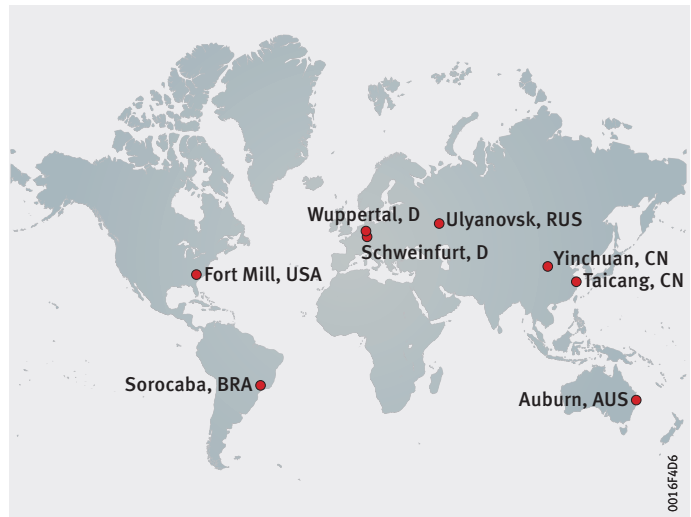 Wuppertal, D
Ulyanovsk, RUS
Schweinfurt, D
Yinchuan, CN
Fort Mill, USA
Taicang, CN
Sorocaba, BRA
Auburn, AUS
0016F4D6